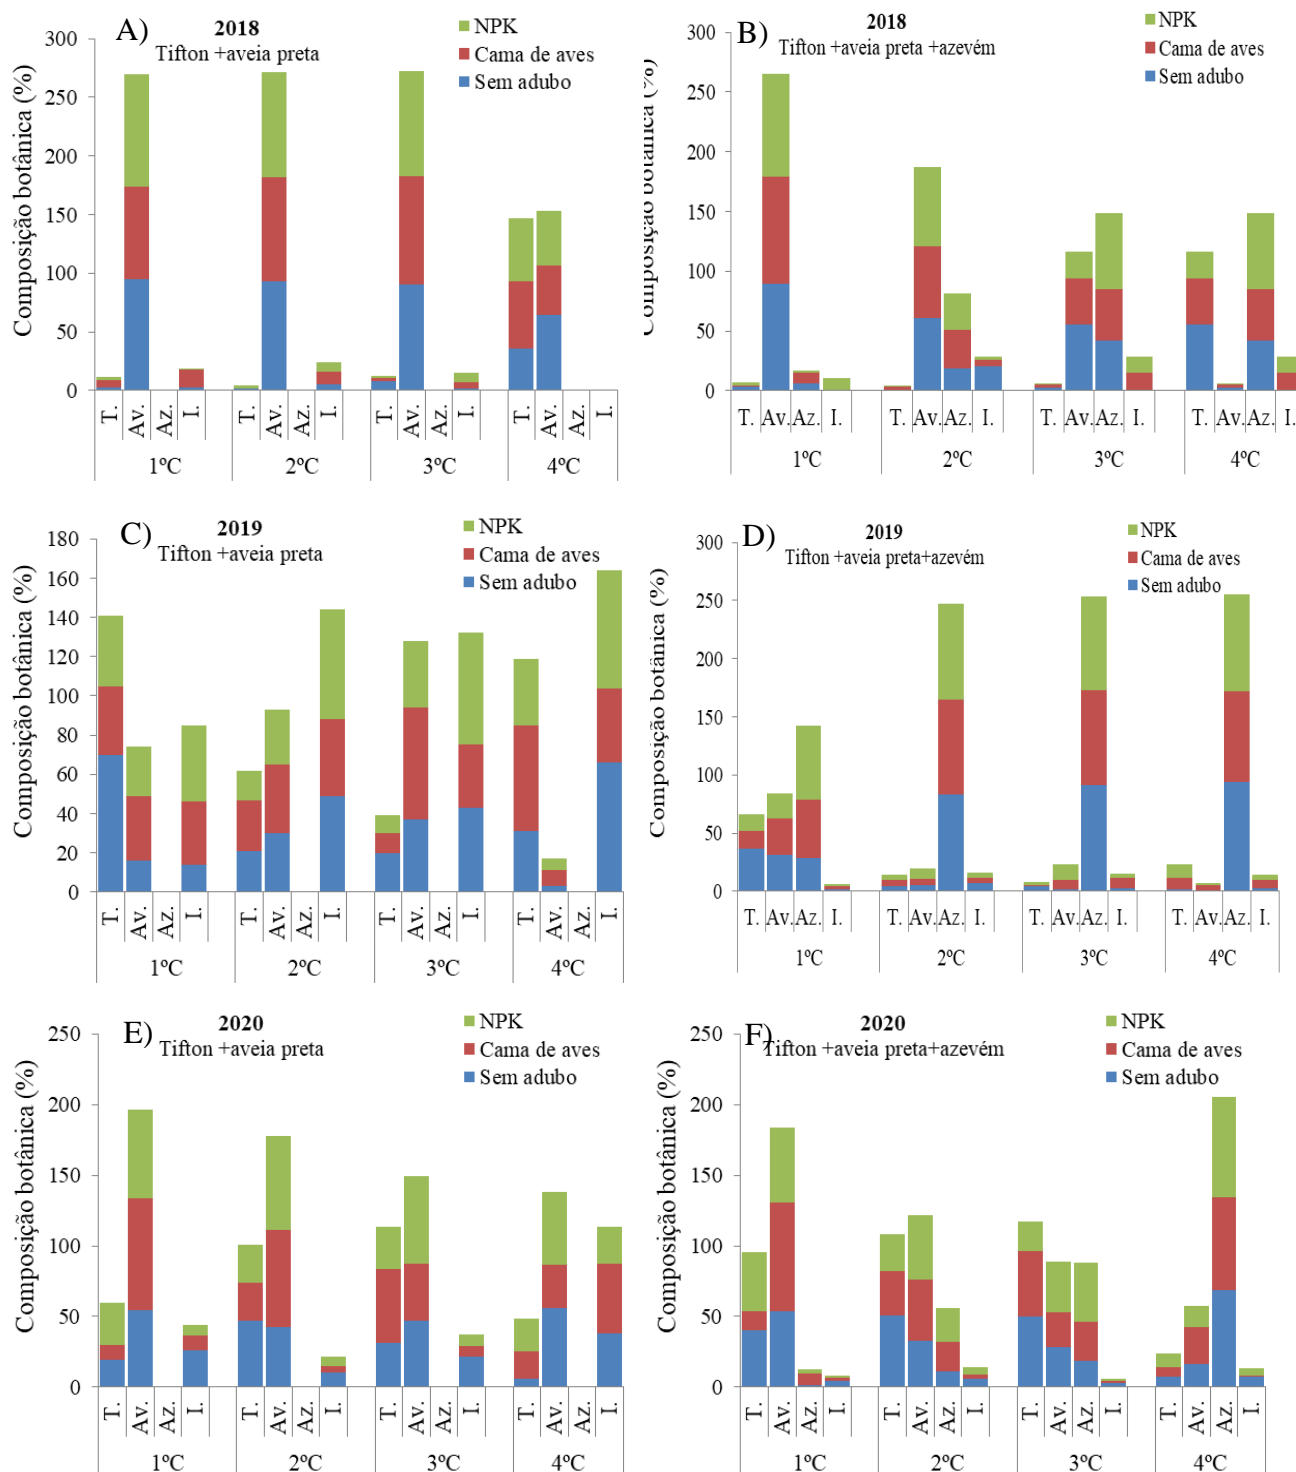 A)
2018
Tifton +aveia preta
NPK
Cama de aves
Sem adubo
Composição botânica (%)
300
250
200
150
100
50
0
T. Av. Az. I. T. Av. Az. I. T. Av. Az. I. T. Av. Az. I.
1ºC 2ºC 3ºC 4ºC
B)
2018
Tifton +aveia preta +azevém
NPK
Cama de aves
Sem adubo
Composição botânica (%)
300
250
200
150
100
50
0
T. Av. Az. I. T. Av. Az. I. T. Av. Az. I. T. Av. Az. I.
1ºC 2ºC 3ºC 4ºC
C)
2019
Tifton +aveia preta
NPK
Cama de aves
Sem adubo
Composição botânica (%)
180
160
140
120
100
80
60
40
20
0
T. Av. Az. I. T. Av. Az. I. T. Av. Az. I. T. Av. Az. I.
1ºC 2ºC 3ºC 4ºC
D)
2019
Tifton +aveia preta+azevém
NPK
Cama de aves
Sem adubo
Composição botânica (%)
300
250
200
150
100
50
0
T. Av. Az. I. T. Av. Az. I. T. Av. Az. I. T. Av. Az. I.
1ºC 2ºC 3ºC 4ºC
E)
2020
Tifton +aveia preta
NPK
Cama de aves
Sem adubo
Composição botânica (%)
250
200
150
100
50
0
T. Av. Az. I. T. Av. Az. I. T. Av. Az. I. T. Av. Az. I.
1ºC 2ºC 3ºC 4ºC
F)
2020
Tifton +aveia preta+azevém
NPK
Cama de aves
Sem adubo
Composição botânica (%)
250
200
150
100
50
0
T. Av. Az. I. T. Av. Az. I. T. Av. Az. I. T. Av. Az. I.
1ºC 2ºC 3ºC 4ºC